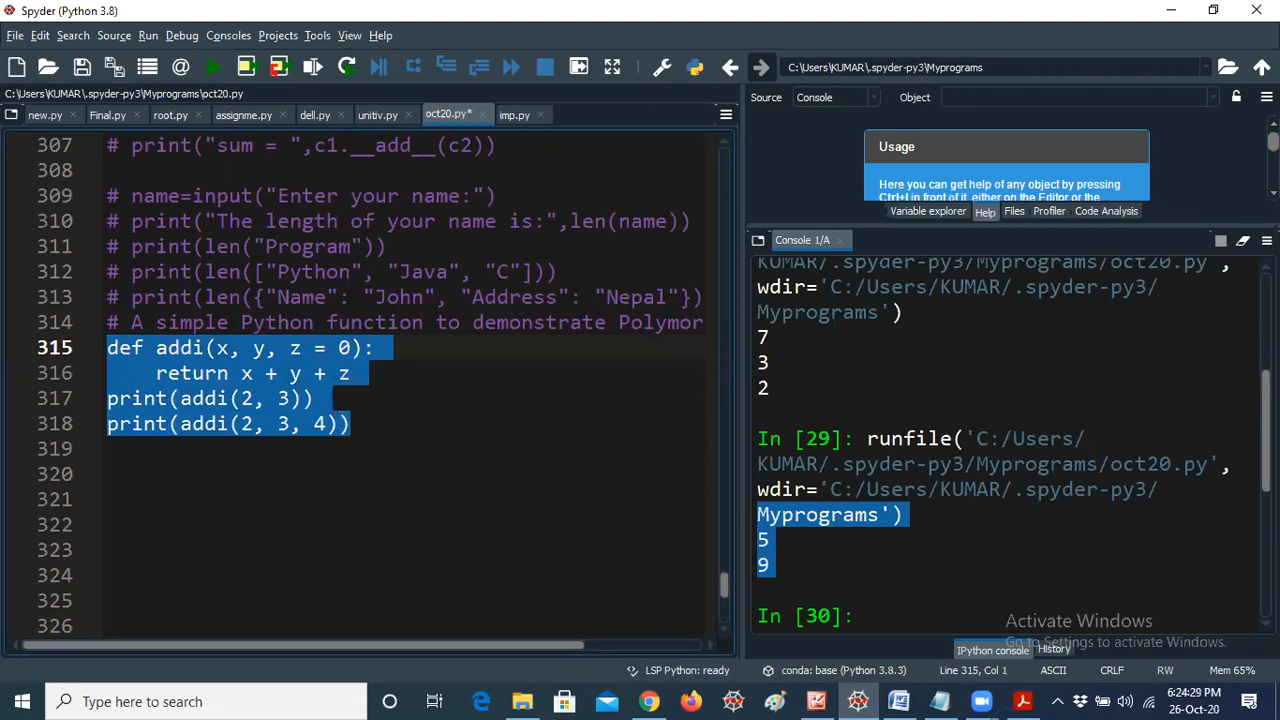 Spyder (Python 3.8)
File Edit Search Source Run Debug Consoles Projects Tools View Help
C:\Users\KUMAR\.spyder-py3\Myprograms
C:\Users\KUMAR\.spyder-py3\Myprograms\oct20.py
new.py Final.py root.py assignme.py dell.py unitiv.py oct20.py* imp.py
307 # print("sum = ",c1.__add__(c2))
308
309 # name=input("Enter your name:")
310 # print("The length of your name is:",len(name))
311 # print(len("Program"))
312 # print(len(["Python", "Java", "C"]))
313 # print(len({"Name": "John", "Address": "Nepal"})
314 # A simple Python function to demonstrate Polymor
315 def addi(x, y, z = 0):
316 return x + y + z
317 print(addi(2, 3))
318 print(addi(2, 3, 4))
319
320
321
322
323
324
325
326
Source Console Object
Usage
Here you can get help of any object by pressing
Ctrl+I in front of it, either on the Editor or the
Variable explorer Help Files Profiler Code Analysis
Console 1/A
KUMAR/.spyder-py3/Myprograms/oct20.py',
wdir='C:/Users/KUMAR/.spyder-py3/
Myprograms')
7
3
2
In [29]: runfile('C:/Users/
KUMAR/.spyder-py3/Myprograms/oct20.py',
wdir='C:/Users/KUMAR/.spyder-py3/
Myprograms')
5
9
In [30]:
Activate Windows
Go to Settings to activate Windows.
IPython console History
LSP Python: ready conda: base (Python 3.8.3) Line 315, Col 1 ASCII CRLF RW Mem 65%
Type here to search
6:24:29 PM
26-Oct-20